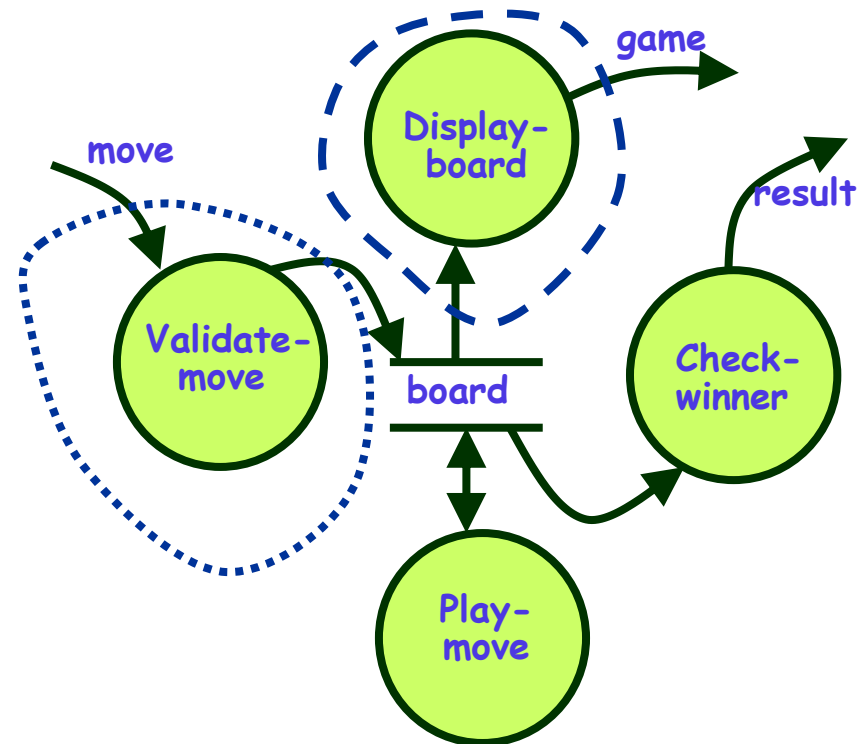 game
Display-
board
move
result
Validate-
move
board
Check-
winner
Play-
move